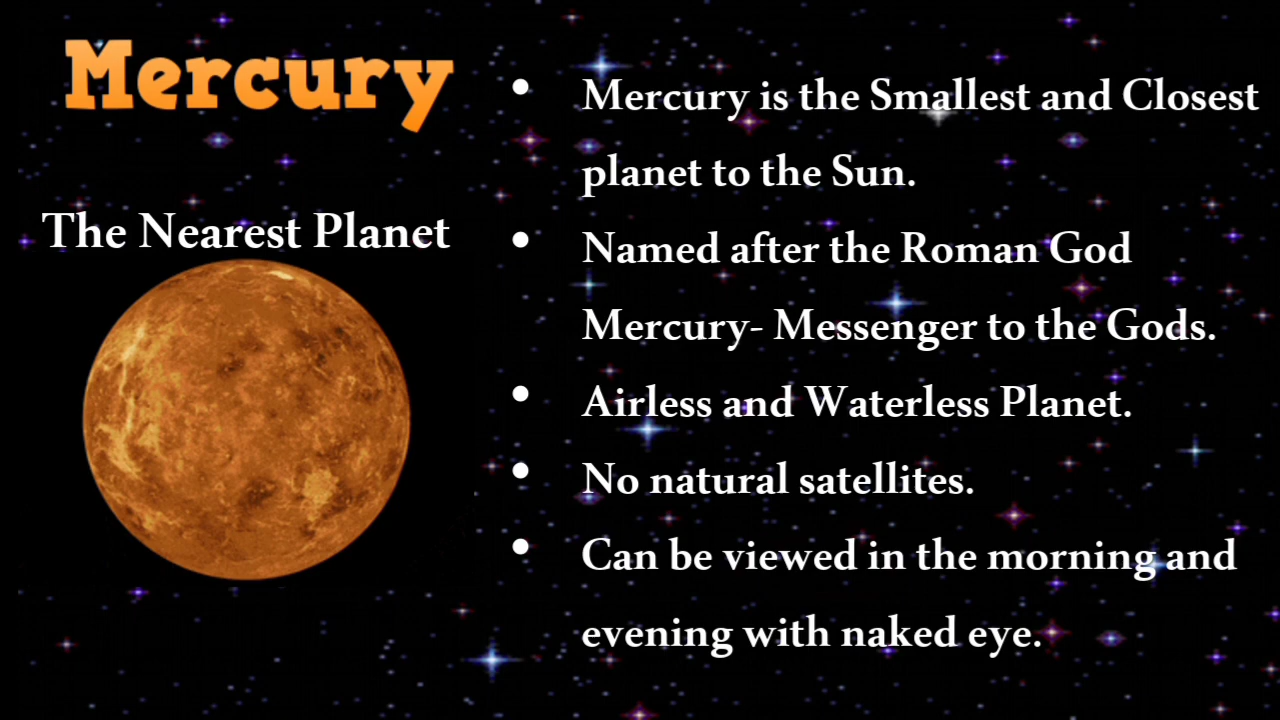 Mercury
The Nearest Planet
• Mercury is the Smallest and Closest
planet to the Sun.
• Named after the Roman God
Mercury- Messenger to the Gods.
• Airless and Waterless Planet.
• No natural satellites.
• Can be viewed in the morning and
evening with naked eye.